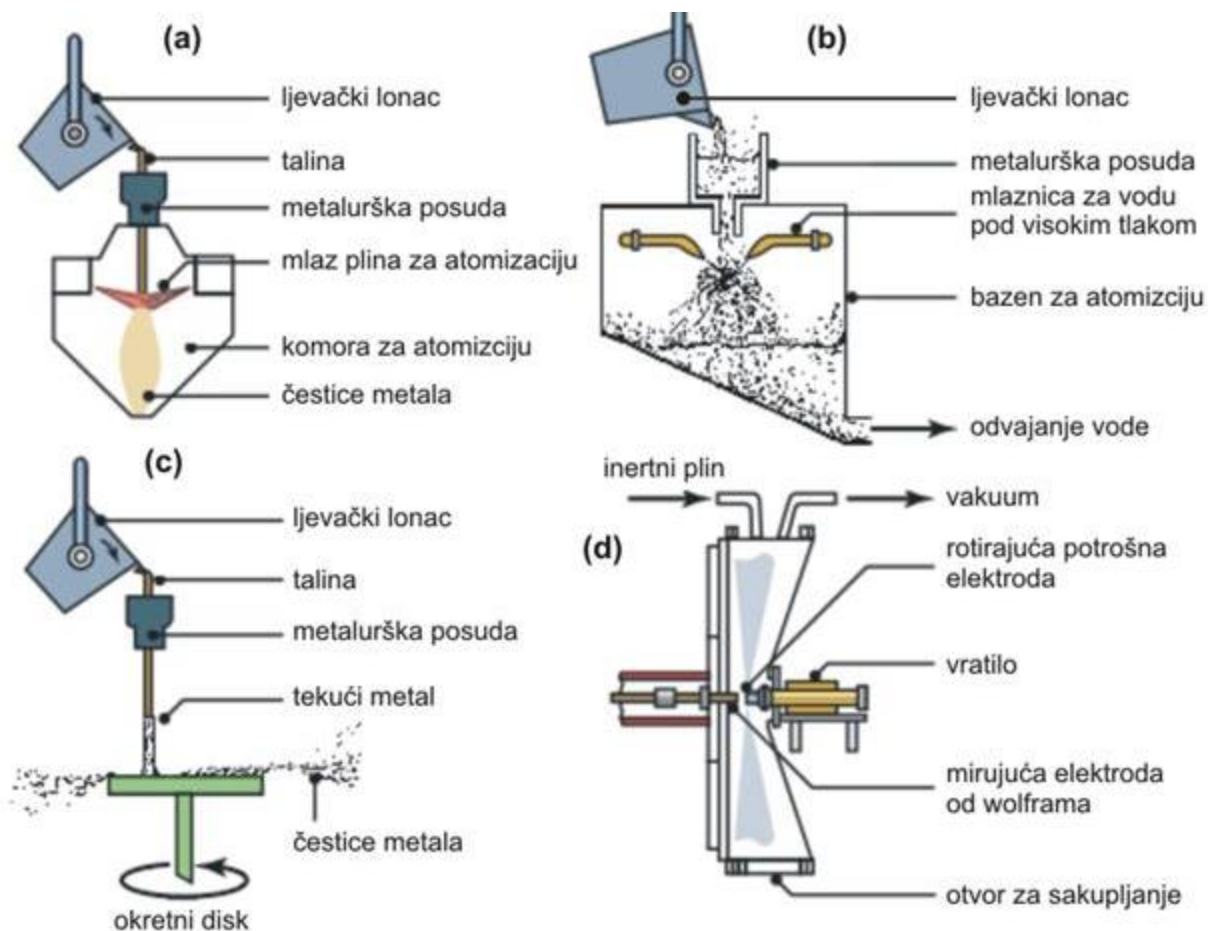 (a)
ljevački lonac
talina
metalurška posuda
mlaz plina za atomizaciju
komora za atomizciju
čestice metala
(b)
ljevački lonac
metalurška posuda
mlaznica za vodu
pod visokim tlakom
bazen za atomizciju
odvajanje vode
(c)
ljevački lonac
talina
metalurška posuda
tekući metal
čestice metala
okretni disk
inertni plin
vakuum
(d)
rotirajuća potrošna
elektroda
vratilo
mirujuća elektroda
od wolframa
otvor za sakupljanje